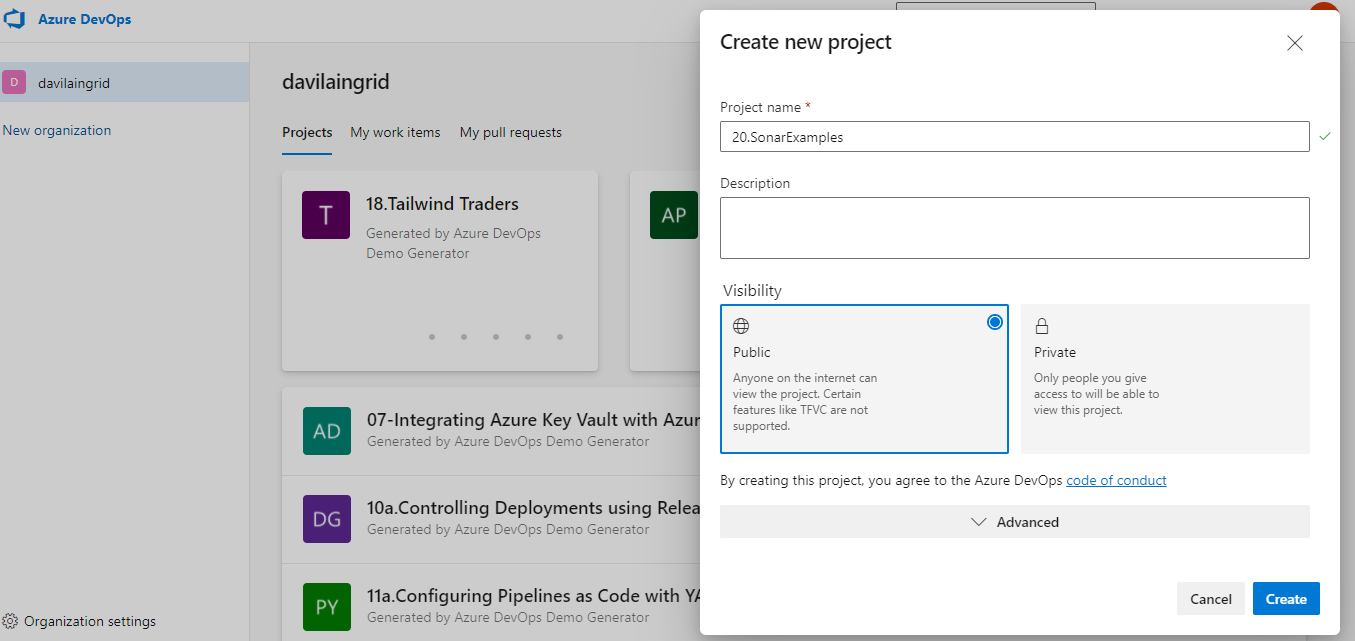 Azure DevOps
D
davilaingrid
New organization
Organization settings
davilaingrid
Projects
My work items
My pull requests
T
18.Tailwind Traders
Generated by Azure DevOps
Demo Generator
AP
AD
07-Integrating Azure Key Vault with Azur
Generated by Azure DevOps Demo Generator
DG
10a.Controlling Deployments using Relea
Generated by Azure DevOps Demo Generator
PY
11a.Configuring Pipelines as Code with YA
Generated by Azure DevOps Demo Generator
Create new project
Project name *
20.SonarExamples
Description
Visibility
Public
Anyone on the internet can
view the project. Certain
features like TFVC are not
supported.
Private
Only people you give
access to will be able to
view this project.
By creating this project, you agree to the Azure DevOps code of conduct
Advanced
Cancel
Create